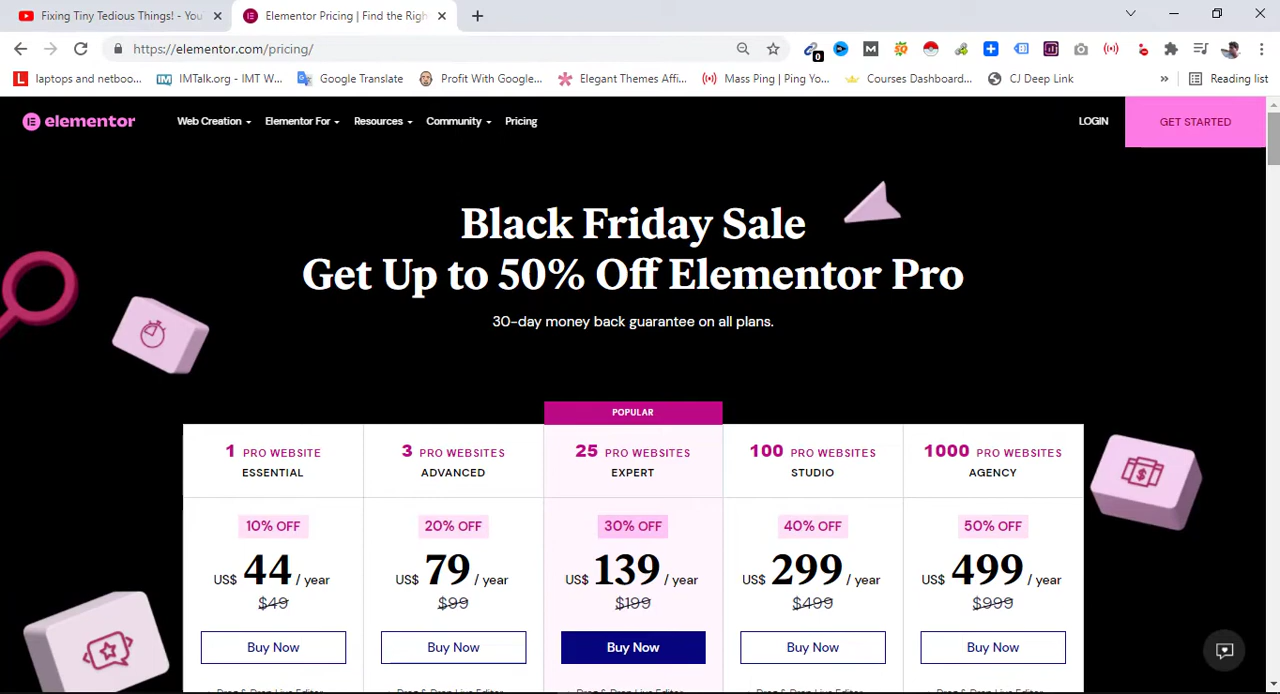 Fixing Tiny Tedious Things! - You
Elementor Pricing | Find the Righ
https://elementor.com/pricing/
0
laptops and netboo...
IMTalk.org - IMT W...
Google Translate
Profit With Google...
Elegant Themes Affi...
Mass Ping | Ping Yo...
Courses Dashboard...
CJ Deep Link
»
Reading list
elementor
Web Creation
Elementor For
Resources
Community
Pricing
LOGIN
GET STARTED
Black Friday Sale
Get Up to 50% Off Elementor Pro
30-day money back guarantee on all plans.
POPULAR
1 PRO WEBSITE
ESSENTIAL
10% OFF
US$ 44 / year
$49
Buy Now
3 PRO WEBSITES
ADVANCED
20% OFF
US$ 79 / year
$99
Buy Now
25 PRO WEBSITES
EXPERT
30% OFF
US$ 139 / year
$199
Buy Now
100 PRO WEBSITES
STUDIO
40% OFF
US$ 299 / year
$499
Buy Now
1000 PRO WEBSITES
AGENCY
50% OFF
US$ 499 / year
$999
Buy Now